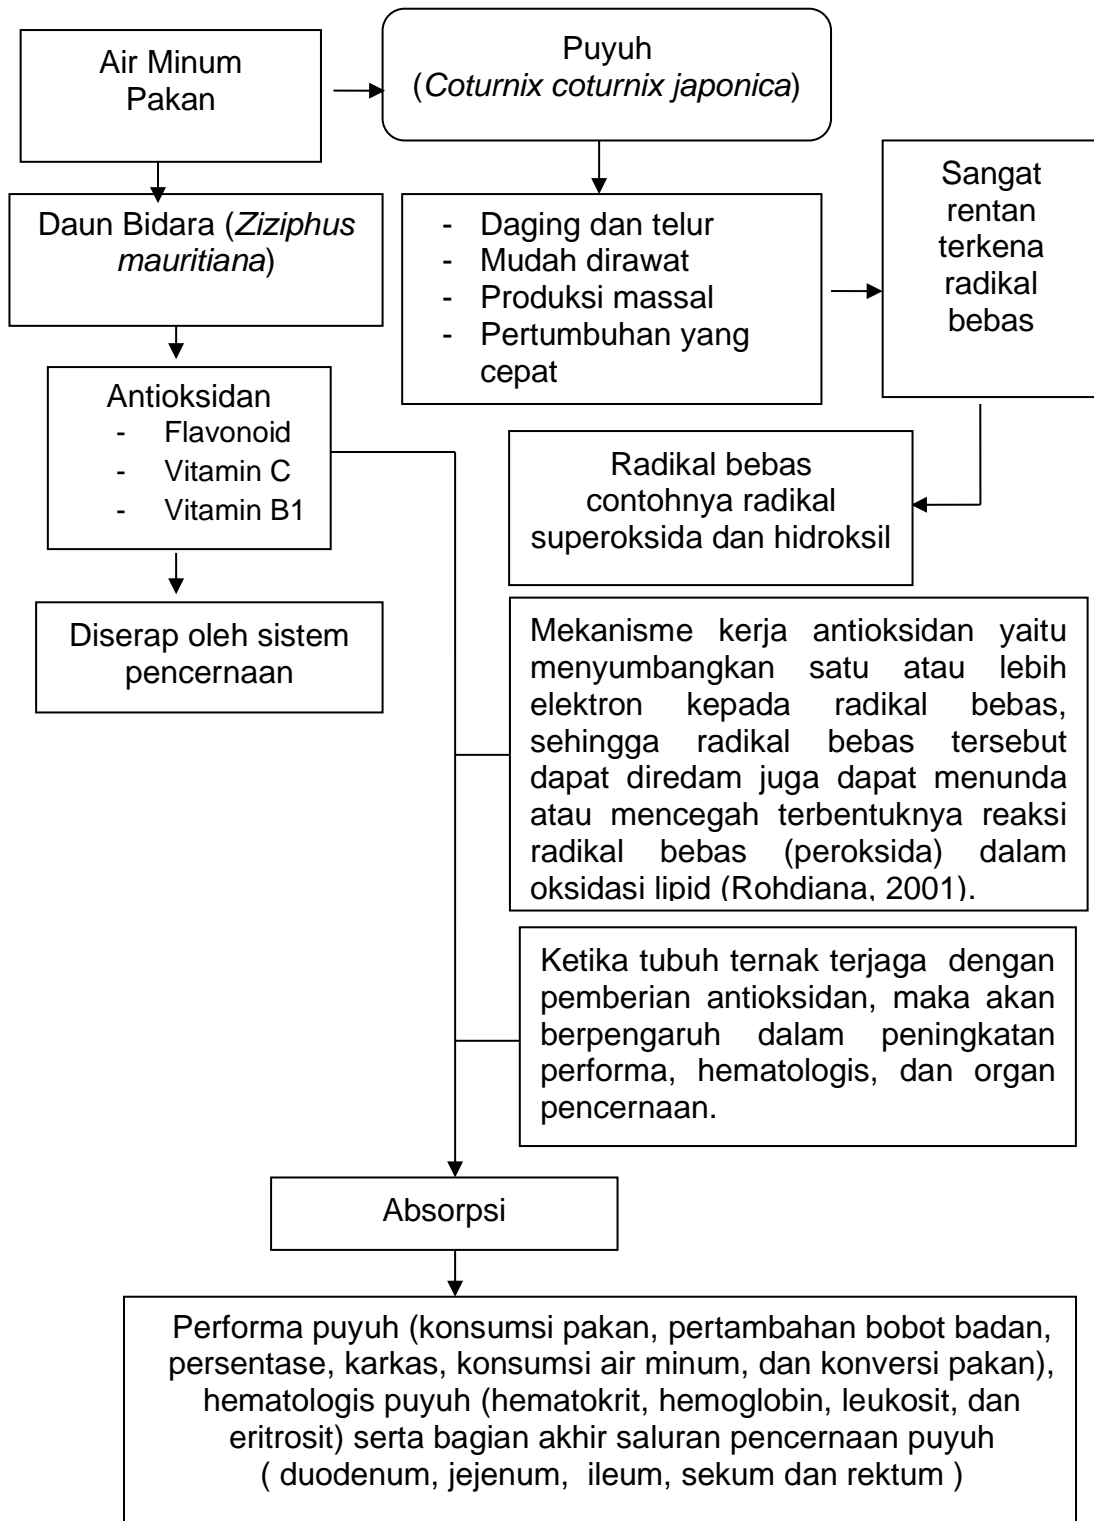 Air Minum
Pakan
Puyuh
(Coturnix coturnix japonica)
Daun Bidara (Ziziphus
mauritiana)
- Daging dan telur
- Mudah dirawat
- Produksi massal
- Pertumbuhan yang
cepat
Sangat
rentan
terkena
radikal
bebas
Antioksidan
- Flavonoid
- Vitamin C
- Vitamin B1
Radikal bebas
contohnya radikal
superoksida dan hidroksil
Diserap oleh sistem
pencernaan
Mekanisme kerja antioksidan yaitu
menyumbangkan satu atau lebih
elektron kepada radikal bebas,
sehingga radikal bebas tersebut
dapat diredam juga dapat menunda
atau mencegah terbentuknya reaksi
radikal bebas (peroksida) dalam
oksidasi lipid (Rohdiana, 2001).
Ketika tubuh ternak terjaga dengan
pemberian antioksidan, maka akan
berpengaruh dalam peningkatan
performa, hematologis, dan organ
pencernaan.
Absorpsi
Performa puyuh (konsumsi pakan, pertambahan bobot badan,
persentase, karkas, konsumsi air minum, dan konversi pakan),
hematologis puyuh (hematokrit, hemoglobin, leukosit, dan
eritrosit) serta bagian akhir saluran pencernaan puyuh
( duodenum, jejenum, ileum, sekum dan rektum )